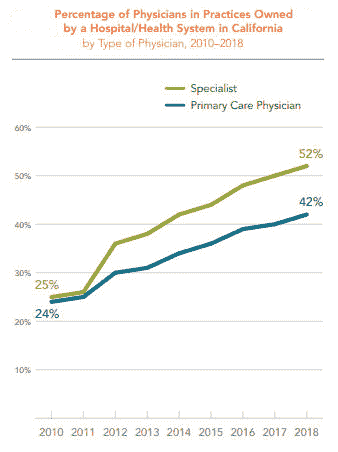 Percentage of Physicians in Practices Owned
by a Hospital/Health System in California
by Type of Physician, 2010–2018
Specialist
Primary Care Physician
60%
52%
50%
42%
40%
30%
25%
24%
20%
10%
2010 2011 2012 2013 2014 2015 2016 2017 2018